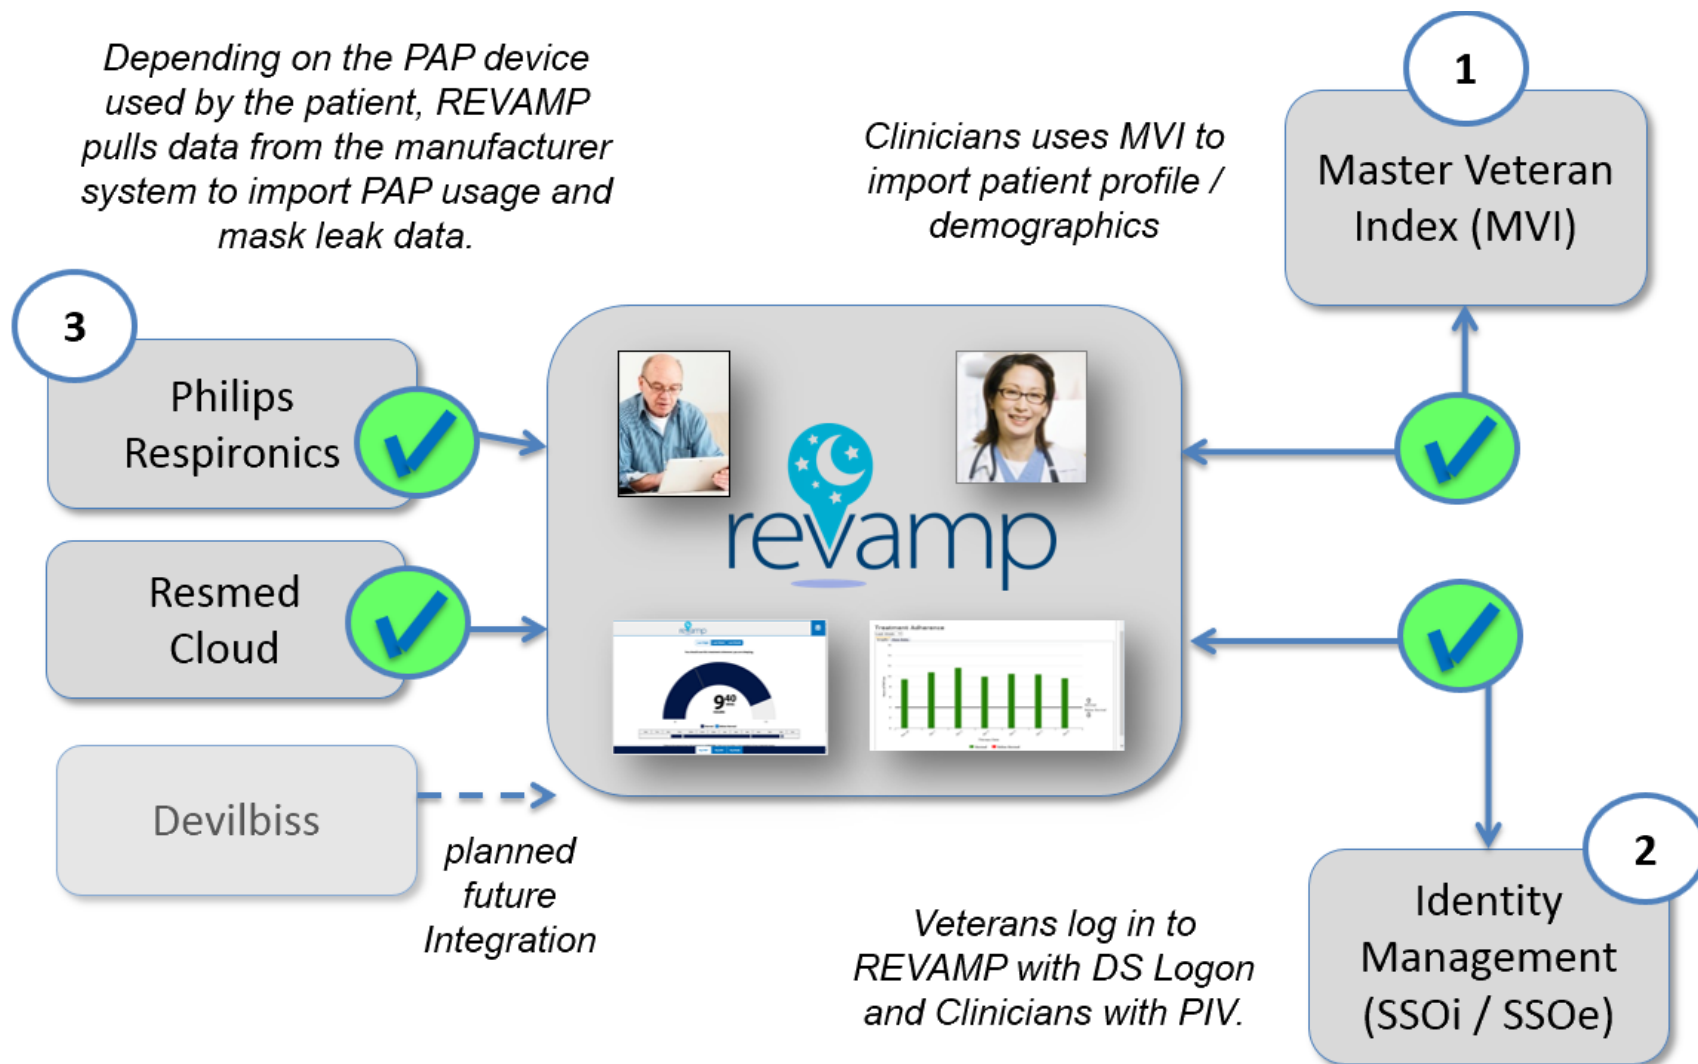 Depending on the PAP device
used by the patient, REVAMP
pulls data from the manufacturer
system to import PAP usage and
mask leak data.
Clinicians uses MVI to
import patient profile /
demographics
1
Master Veteran
Index (MVI)
3
Philips
Respironics
Resmed
Cloud
Devilbiss
planned
future
Integration
revamp
revamp
9 40
Treatment Adherence
2
Identity
Management
(SSOi / SSOe)
Veterans log in to
REVAMP with DS Logon
and Clinicians with PIV.